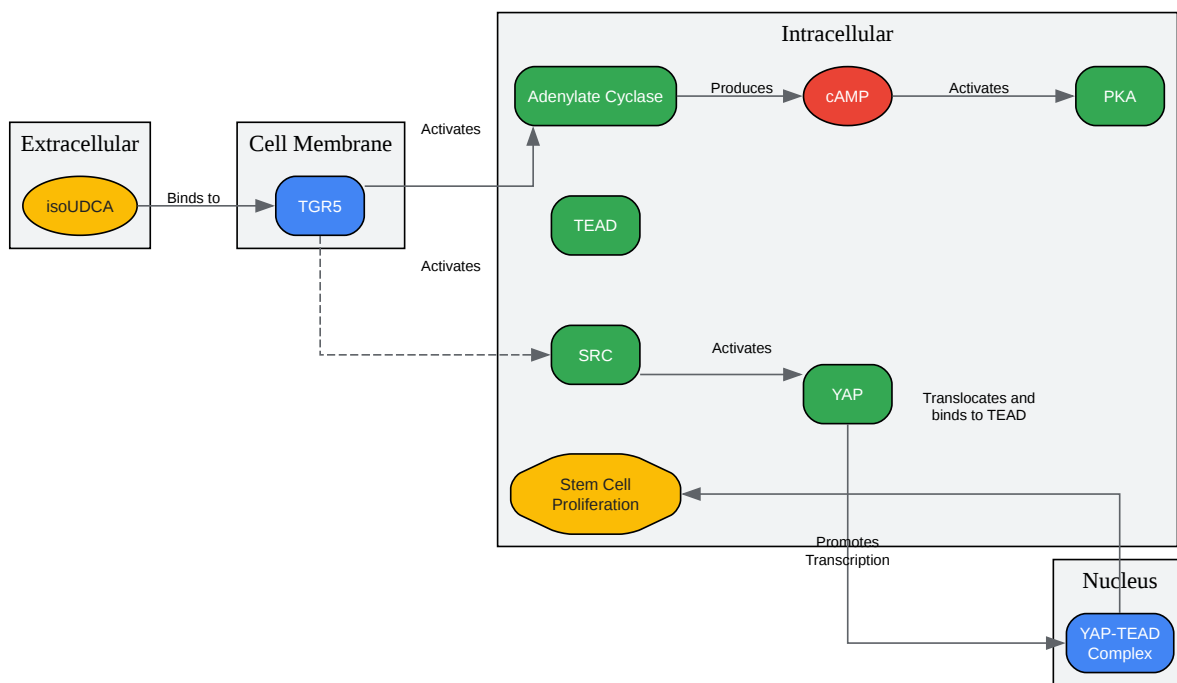 Intracellular
Adenylate Cyclase
Produces
cAMP
Activates
PKA
Extracellular
Cell Membrane
Activates
isoUDCA
Binds to
TGR5
TEAD
Activates
SRC
Activates
YAP
Translocates and
binds to TEAD
Stem Cell
Proliferation
Promotes
Transcription
Nucleus
YAP-TEAD
Complex